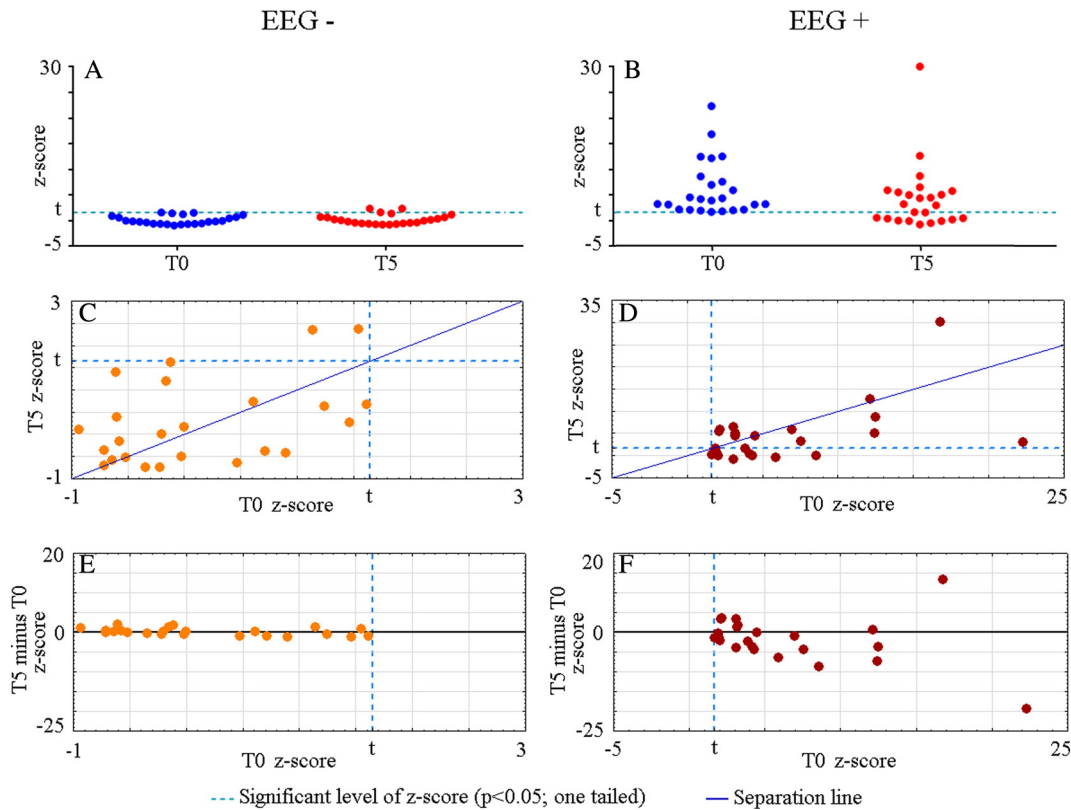 EEG -
EEG +
A
30
z-score
t
-5
T0
T5
B
30
z-score
t
-5
T0
T5
C
3
T5 z-score
t
-1
-1
T0 z-score
t
3
D
35
T5 z-score
t
-5
-5
t
T0 z-score
25
E
20
T5 minus T0
z-score
0
-25
-1
T0 z-score
t
3
F
20
T5 minus T0
z-score
0
-25
-5
t
T0 z-score
25
Significant level of z-score (p<0.05; one tailed)
Separation line